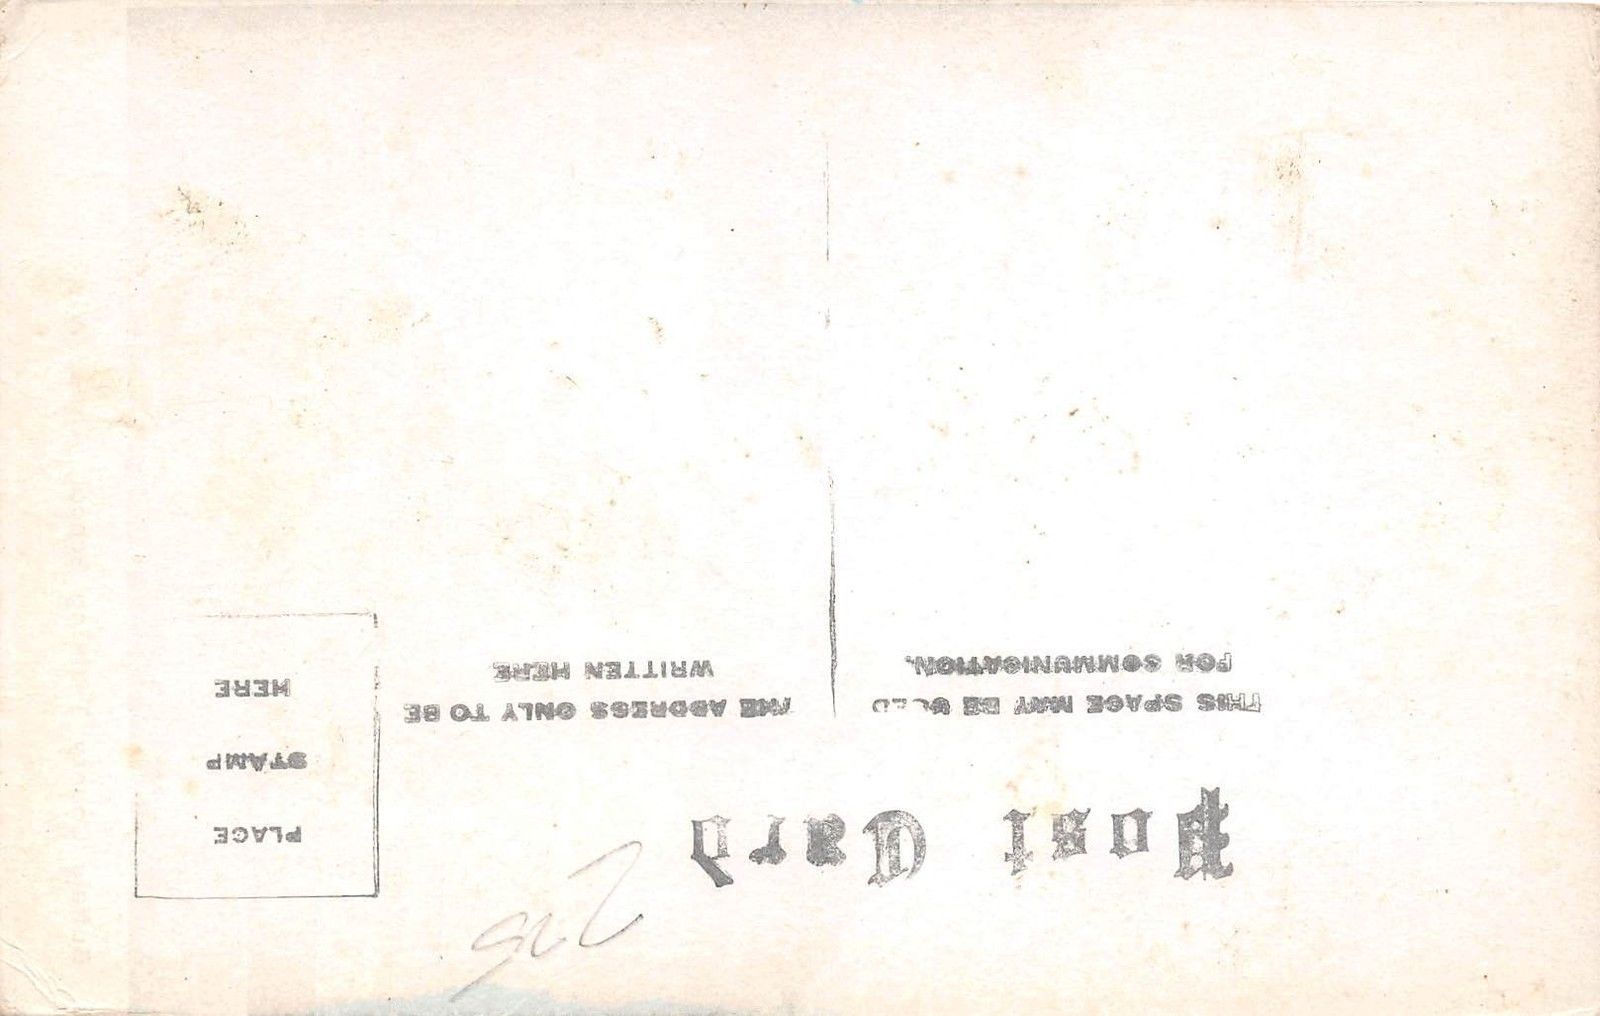 Post Card
THIS SPACE MAY BE USED
FOR COMMUNICATION.
THE ADDRESS ONLY TO BE
WRITTEN HERE
PLACE
STAMP
HERE